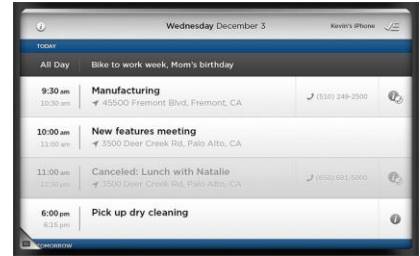 Wednesday December 3
Kevin's iPhone
TODAY
All Day Bike to work week, Mom's birthday
9:30 am Manufacturing
10:30 am 45500 Fremont Blvd, Fremont, CA (510) 249-2500
10:00 am New features meeting
11:00 am 3500 Deer Creek Rd, Palo Alto, CA
11:00 am Canceled: Lunch with Natalie
12:30 pm 3500 Deer Creek Rd, Palo Alto, CA (650) 681-5000
6:00 pm Pick up dry cleaning
6:15 pm
TOMORROW